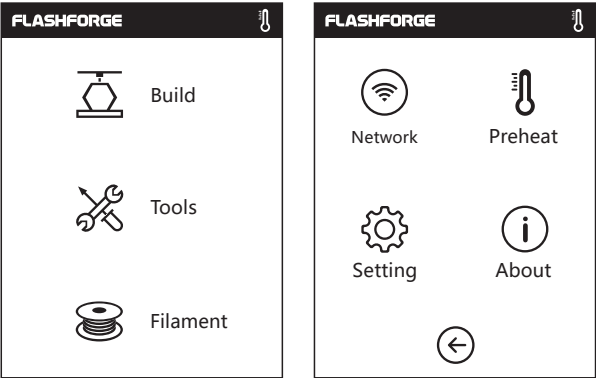 FLASHFORGE
Build
Tools
Filament
FLASHFORGE
Network
Preheat
Setting
About